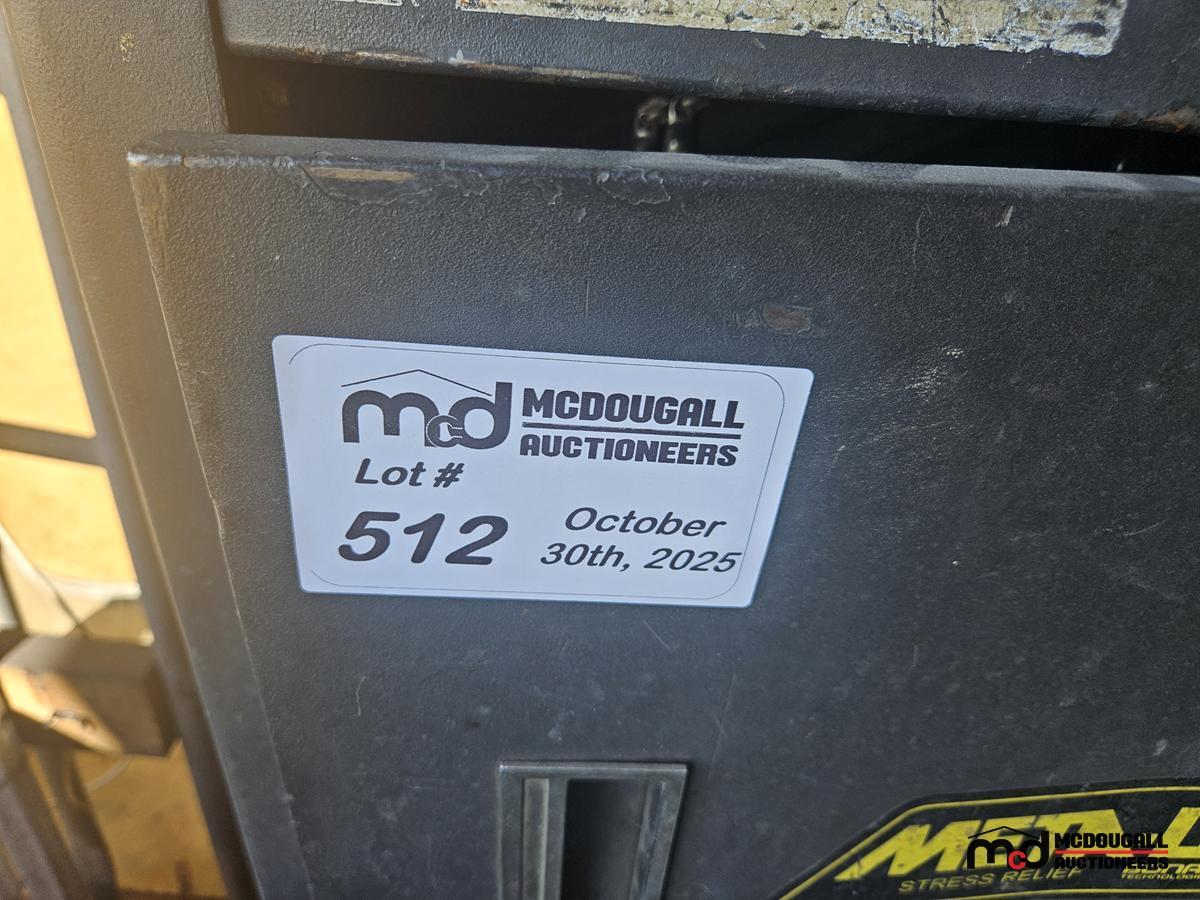 mcd MCDOUGALL
AUCTIONEERS
Lot #
512
October
30th, 2025
STRESS RELIEF
mcd MCDOUGALL
AUCTIONEERS